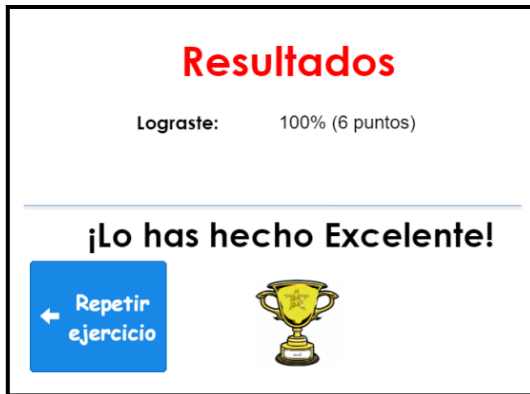 Resultados
Lograste: 100% (6 puntos)
¡Lo has hecho Excelente!
Repetir
ejercicio